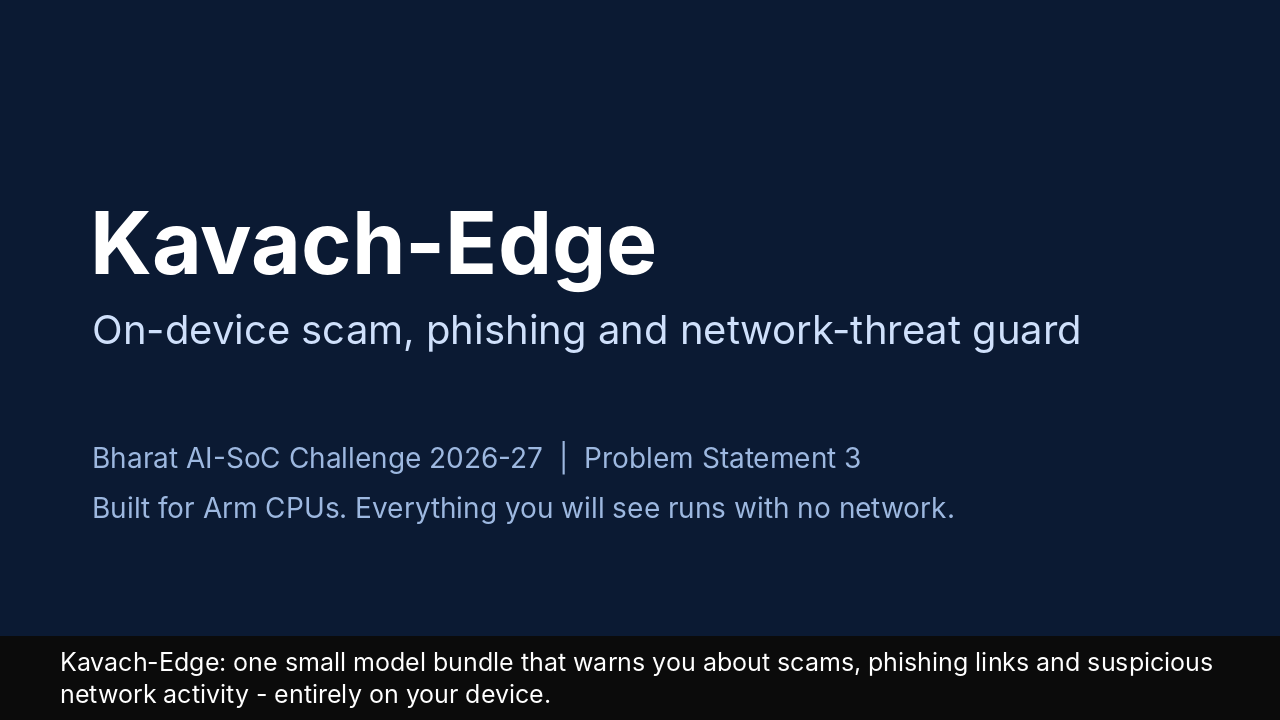 Kavach-Edge
On-device scam, phishing and network-threat guard
Bharat AI-SoC Challenge 2026-27 | Problem Statement 3
Built for Arm CPUs. Everything you will see runs with no network.
Kavach-Edge: one small model bundle that warns you about scams, phishing links and suspicious
network activity - entirely on your device.